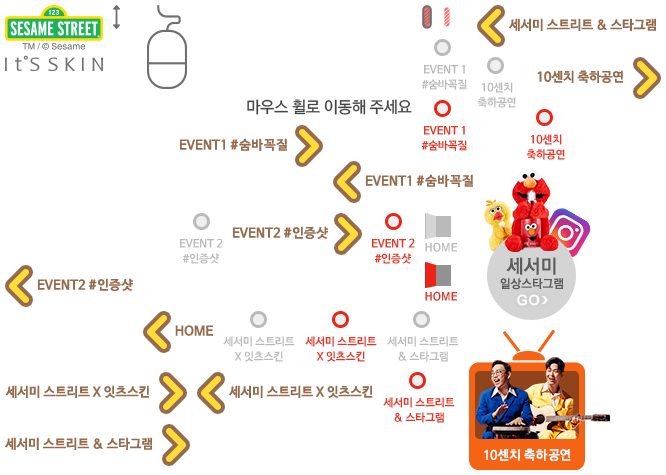 123
SESAME STREET
TM / © Sesame
It'S SKIN
세서미 스트리트 & 스타그램
EVENT 1
#숨바꼭질
10센치
축하공연
10센치 축하공연
마우스 휠로 이동해 주세요
EVENT 1
#숨바꼭질
10센치
축하공연
EVENT1 #숨바꼭질
EVENT1 #숨바꼭질
EVENT 2
#인증샷
EVENT2 #인증샷
EVENT 2
#인증샷
HOME
세서미
일상스타그램
GO>
EVENT2 #인증샷
HOME
HOME
세서미 스트리트
X 잇츠스킨
세서미 스트리트
X 잇츠스킨
세서미 스트리트
& 스타그램
세서미 스트리트 X 잇츠스킨
세서미 스트리트 X 잇츠스킨
세서미 스트리트
& 스타그램
세서미 스트리트 & 스타그램
10센치 축하공연